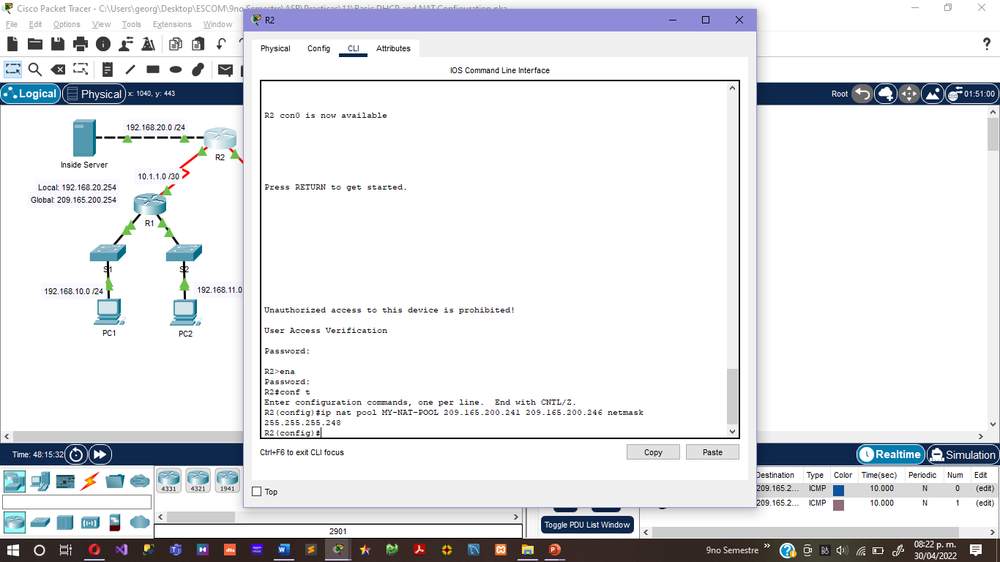 Cisco Packet Tracer - C:\Users\georg\Desktop\ESCOM\9no Semestre\ASR\Practicas\11\Basic DHCP and NAT Configuration.pka
File Edit Options View Tools Extensions Window
R2
Physical Config CLI Attributes
IOS Command Line Interface
Logical Physical x: 1040, y: 443
Root 01:51:00
R2 con0 is now available
Press RETURN to get started.
Unauthorized access to this device is prohibited!
User Access Verification
Password:
R2>ena
Password:
R2#conf t
Enter configuration commands, one per line. End with CNTL/Z.
R2(config)#ip nat pool MY-NAT-POOL 209.165.200.241 209.165.200.246 netmask
255.255.255.248
R2(config)#
Ctrl+F6 to exit CLI focus
Copy Paste
Top
192.168.20.0 /24
Inside Server
R2
10.1.1.0 /30
Local: 192.168.20.254
Global: 209.165.200.254
R1
S1 S2
192.168.10.0 /24
192.168.11.0
PC1 PC2
Time: 48:15:32
Realtime Simulation
4331 4321 1941
2901
Destination Type Color Time(sec) Periodic Num Edit
209.165.2... ICMP 10.000 N 0 (edit)
209.165.2... ICMP 10.000 N 1 (edit)
Toggle PDU List Window
9no Semestre
08:22 p. m.
30/04/2022